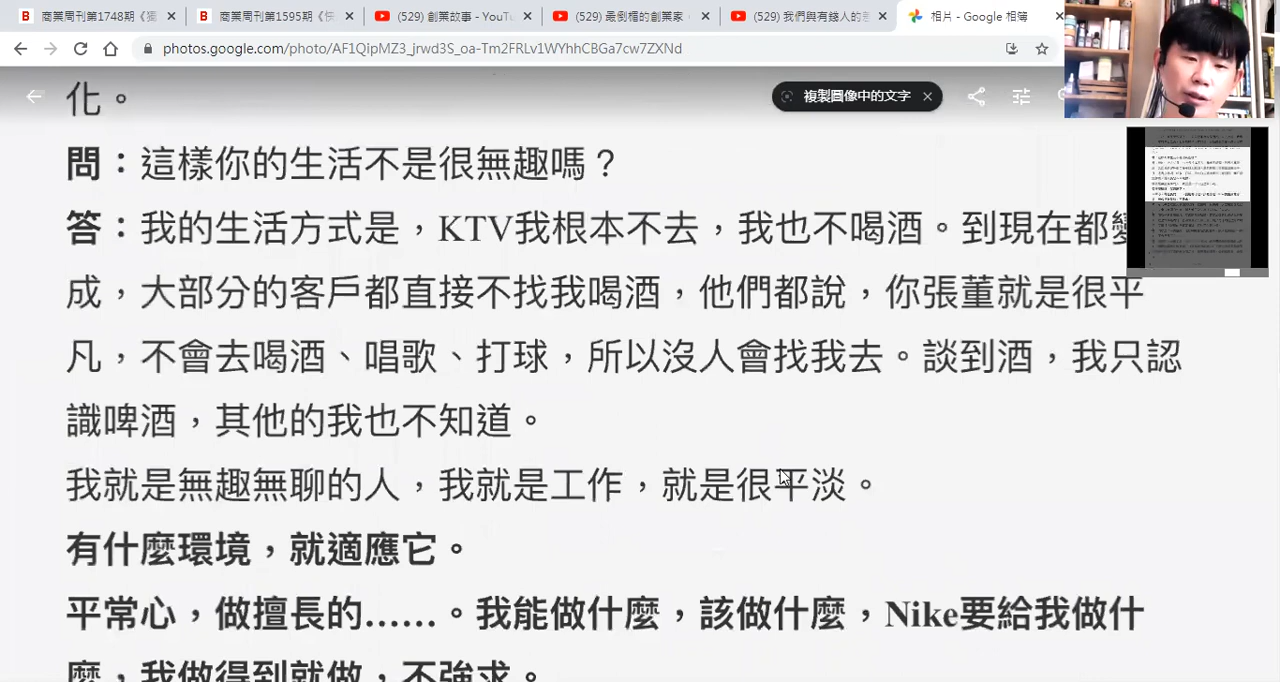 商業周刊第1748期《獨
商業周刊第1595期《快
(529) 創業故事 - YouTu
(529) 最倒楣的創業家
(529) 我們與有錢人的
相片 - Google 相簿
photos.google.com/photo/AF1QipMZ3_jrwd3S_oa-Tm2FRLv1WYhhCBGa7cw7ZXNd
複製圖像中的文字
化。
問：這樣你的生活不是很無趣嗎？
答：我的生活方式是，KTV我根本不去，我也不喝酒。到現在都變
成，大部分的客戶都直接不找我喝酒，他們都說，你張董就是很平
凡，不會去喝酒、唱歌、打球，所以沒人會找我去。談到酒，我只認
識啤酒，其他的我也不知道。
我就是無趣無聊的人，我就是工作，就是很平淡。
有什麼環境，就適應它。
平常心，做擅長的……。我能做什麼，該做什麼，Nike要給我做什
麼，我做得到就做，不強求。